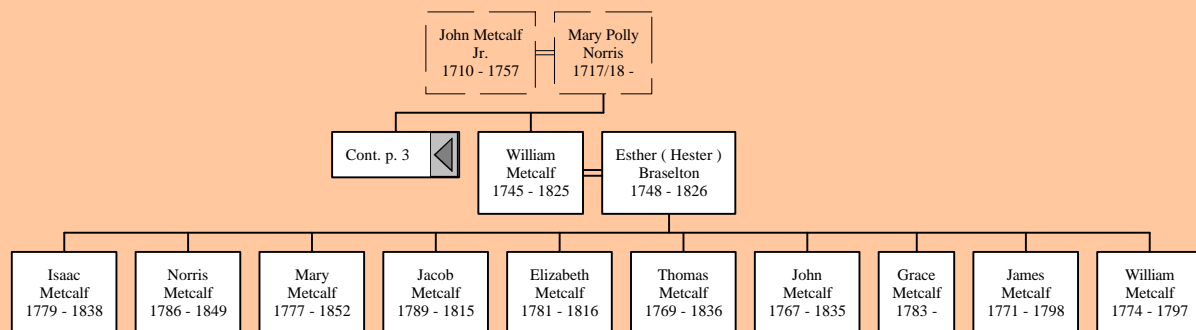 John Metcalf
Jr.
1710 - 1757
Mary Polly
Norris
1717/18 -
Cont. p. 3
William
Metcalf
1745 - 1825
Esther ( Hester )
Braselton
1748 - 1826
Isaac
Metcalf
1779 - 1838
Norris
Metcalf
1786 - 1849
Mary
Metcalf
1777 - 1852
Jacob
Metcalf
1789 - 1815
Elizabeth
Metcalf
1781 - 1816
Thomas
Metcalf
1769 - 1836
John
Metcalf
1767 - 1835
Grace
Metcalf
1783 -
James
Metcalf
1771 - 1798
William
Metcalf
1774 - 1797